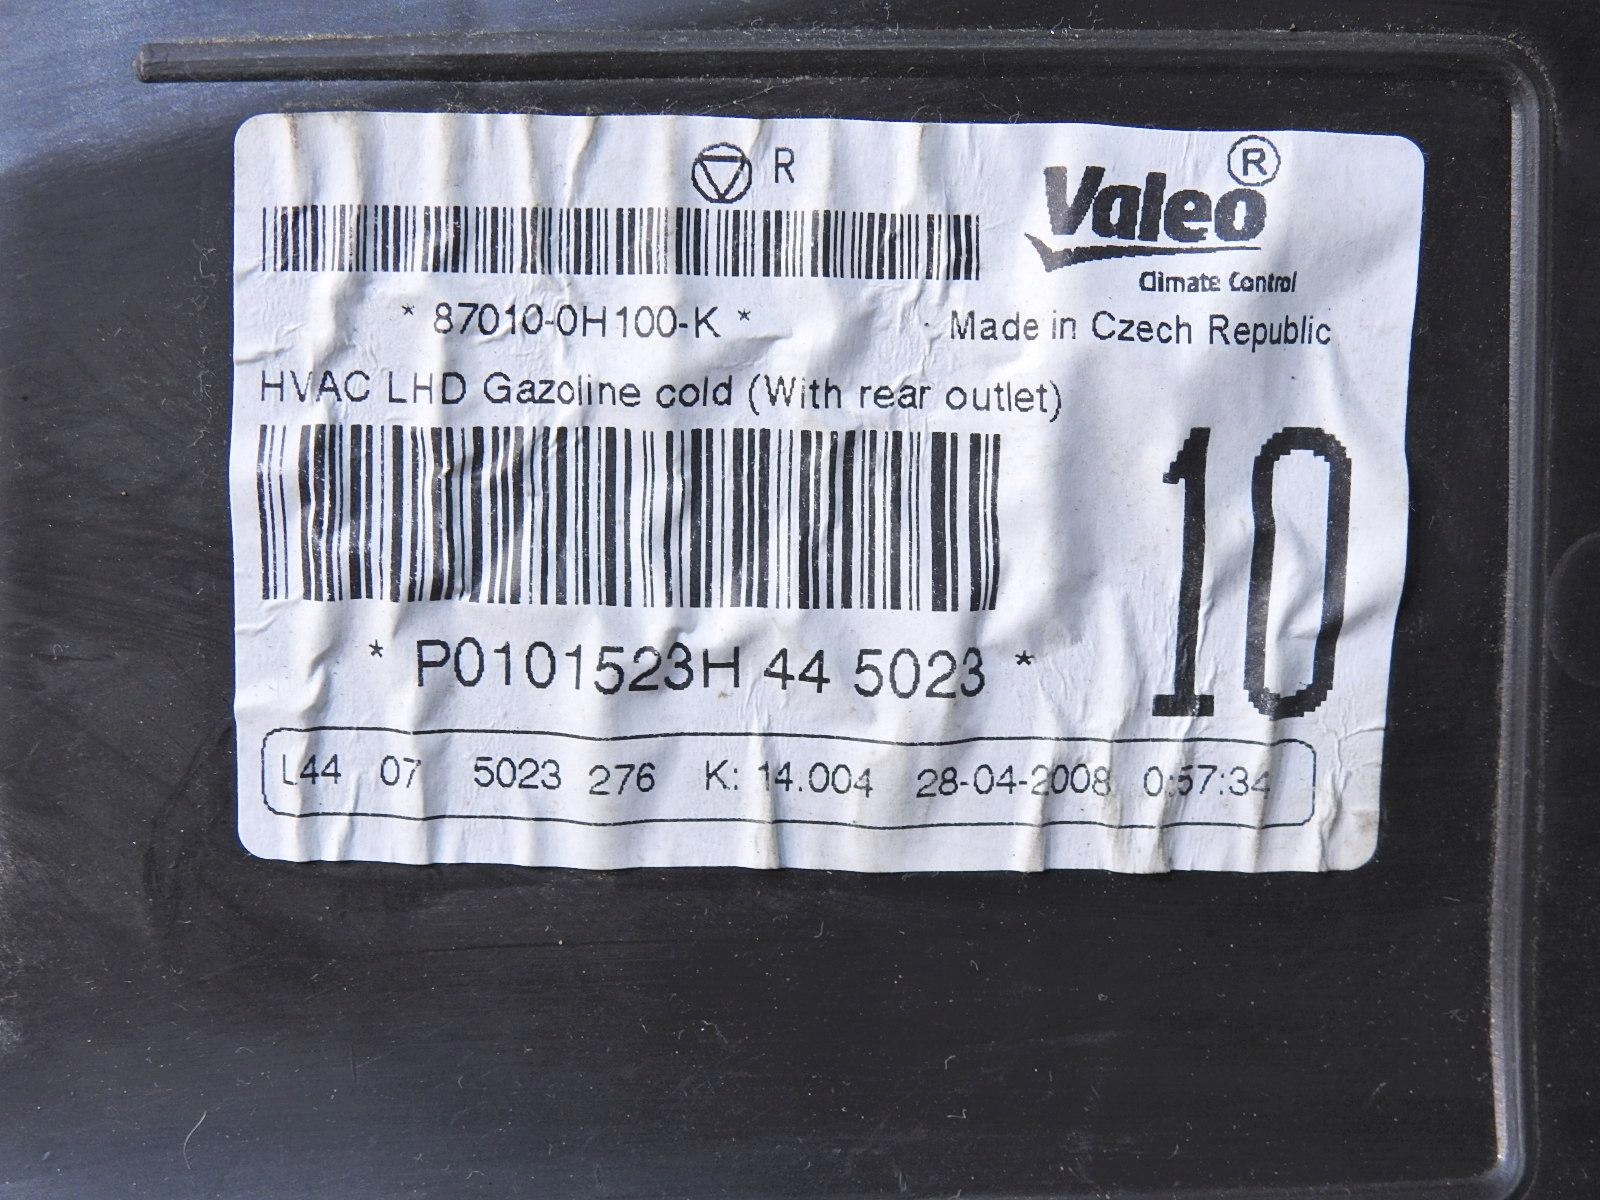 R
Valeo®
Climate Control
* 87010-0H100-K *
Made in Czech Republic
HVAC LHD Gazoline cold (With rear outlet)
10
* P0101523H 44 5023 *
L44 07 5023 276 K: 14.004 28-04-2008 0:57:34